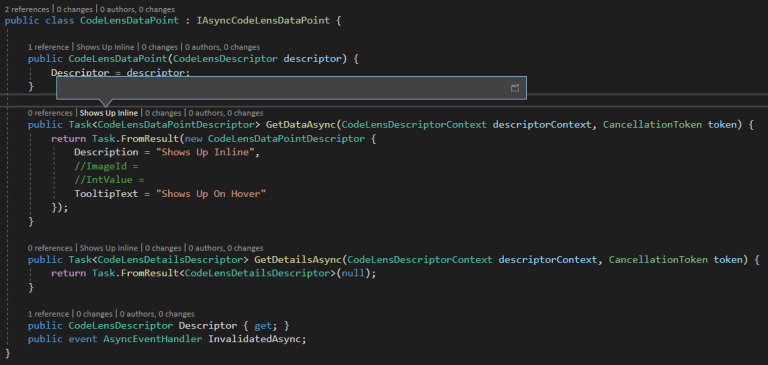 2 references | 0 changes | 0 authors, 0 changes
public class CodeLensDataPoint : IAsyncCodeLensDataPoint {
1 reference | Shows Up Inline | 0 changes | 0 authors, 0 changes
public CodeLensDataPoint(CodeLensDescriptor descriptor) {
Descriptor = descriptor;
}
0 references | Shows Up Inline | 0 changes | 0 authors, 0 changes
public Task<CodeLensDataPointDescriptor> GetDataAsync(CodeLensDescriptorContext descriptorContext, CancellationToken token) {
return Task.FromResult(new CodeLensDataPointDescriptor {
Description = "Shows Up Inline",
//ImageId =
//IntValue =
TooltipText = "Shows Up On Hover"
});
}
0 references | Shows Up Inline | 0 changes | 0 authors, 0 changes
public Task<CodeLensDetailsDescriptor> GetDetailsAsync(CodeLensDescriptorContext descriptorContext, CancellationToken token) {
return Task.FromResult<CodeLensDetailsDescriptor>(null);
}
1 reference | 0 changes | 0 authors, 0 changes
public CodeLensDescriptor Descriptor { get; }
public event AsyncEventHandler InvalidatedAsync;
}